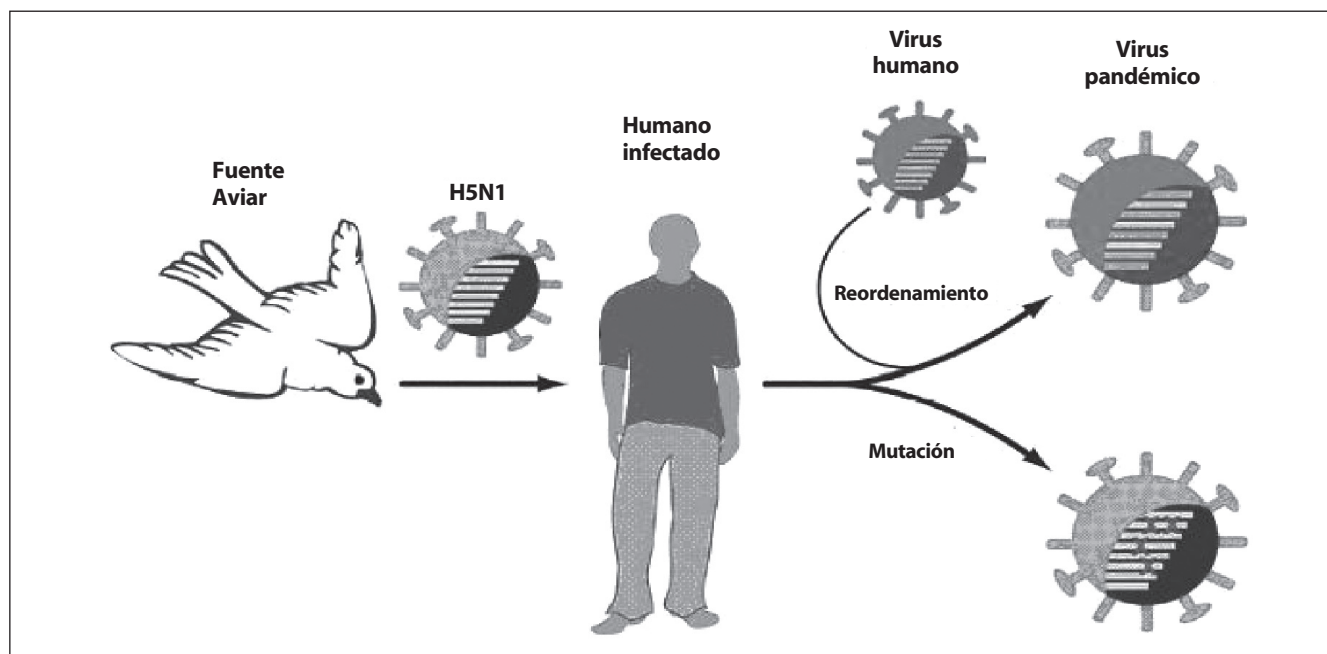 Fuente
Aviar
H5N1
Humano
infectado
Virus
humano
Virus
pandémico
Reordenamiento
Mutación